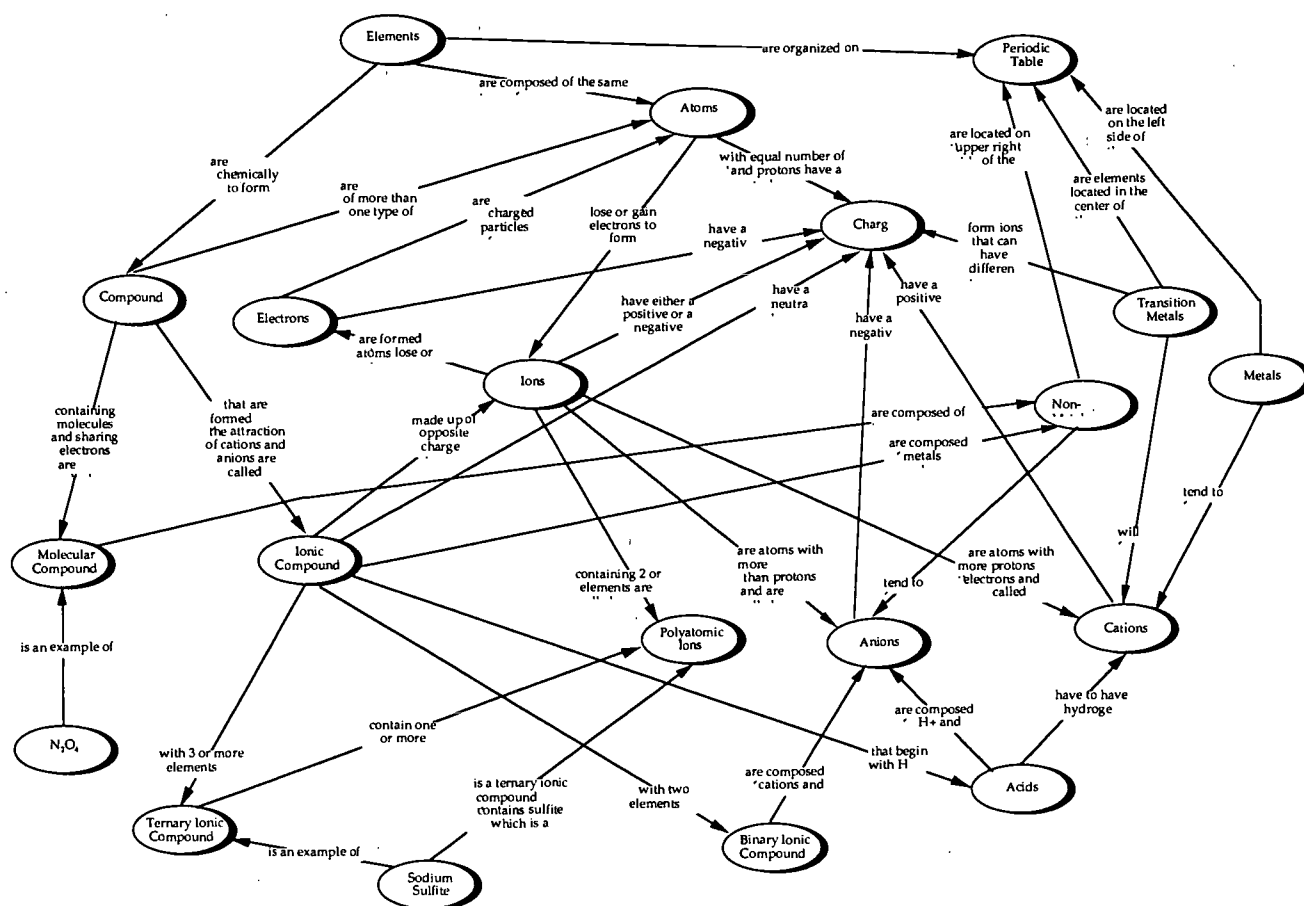 Elements
are organized on
Periodic
Table
are composed of the same
Atoms
are located
on the left
side of
are located on
upper right
of the
with equal number of
and protons have a
are
chemically
to form
are
of more than
one type of
are
charged
particles
lose or gain
electrons to
form
are elements
located in the
center of
have a
negativ
Charg
form ions
that can
have
differen
Compound
Electrons
have either a
positive or a
negative
have a
neutra
have a
positive
have a
negativ
Transition
Metals
are formed
atoms lose or
Ions
Metals
containing
molecules
and sharing
electrons
are
that are
formed
the attraction
of cations and
anions are
called
made up of
opposite
charge
are composed of
Non-
are composed
metals
tend to
Molecular
Compound
Ionic
Compound
containing 2 or
elements are
are atoms with
more
than protons
and are
tend to
are atoms with
more protons
electrons and
called
will
is an example of
Polyatomic
Ions
Anions
Cations
N2O4
contain one
or more
are composed
H+ and
have to have
hydroge
with 3 or more
elements
that begin
with H
Acids
is a ternary ionic
compound
contains sulfite
which is a
with two
elements
are composed
cations and
Ternary Ionic
Compound
Binary Ionic
Compound
is an example of
Sodium
Sulfite